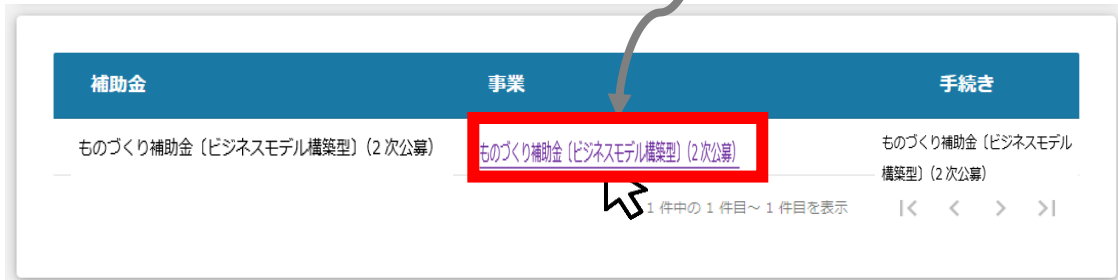 補助金 事業 手続き
ものづくり補助金〔ビジネスモデル構築型〕(2次公募) ものづくり補助金〔ビジネスモデル構築型〕(2次公募) ものづくり補助金〔ビジネスモデル
構築型〕(2次公募)
1 件中の 1 件目～ 1 件目を表示